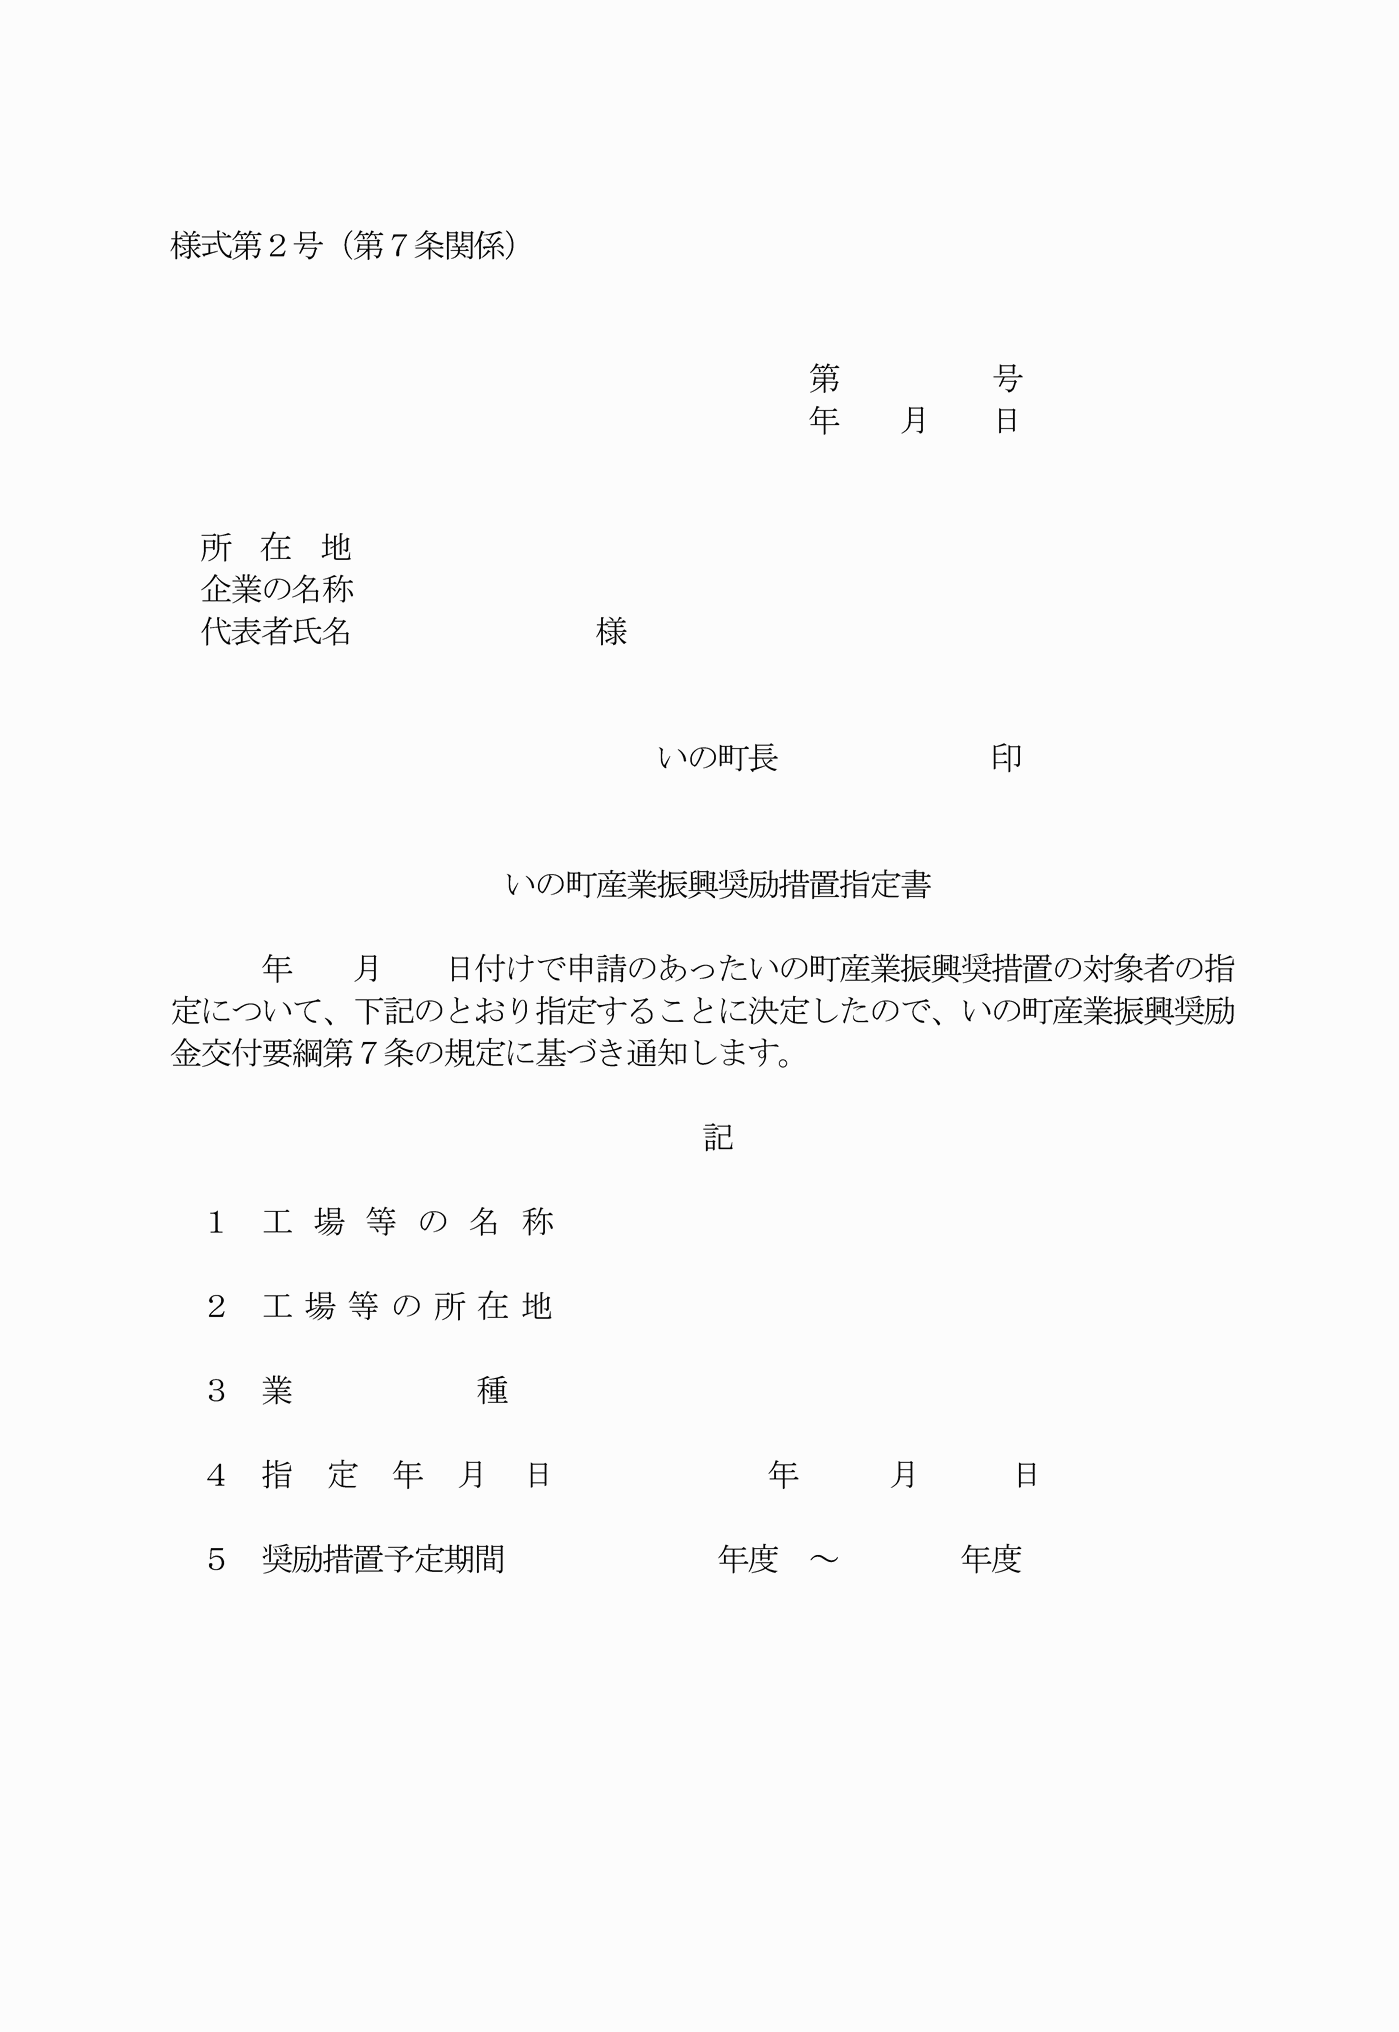 様式第２号（第７条関係）
第　　　　　号
年　　月　　日
所　在　地
企業の名称
代表者氏名　　　　　　　　様
いの町長　　　　　　　印
いの町産業振興奨励措置指定書
年　　月　　日付けで申請のあったいの町産業振興奨措置の対象者の指
定について、下記のとおり指定することに決定したので、いの町産業振興奨励
金交付要綱第７条の規定に基づき通知します。
記
１　工場等の名称
２　工場等の所在地
３　業　　　　　　種
４　指定年月日　　　　　　　年　　　月　　　日
５　奨励措置予定期間　　　　　　　年度　～　　　　年度